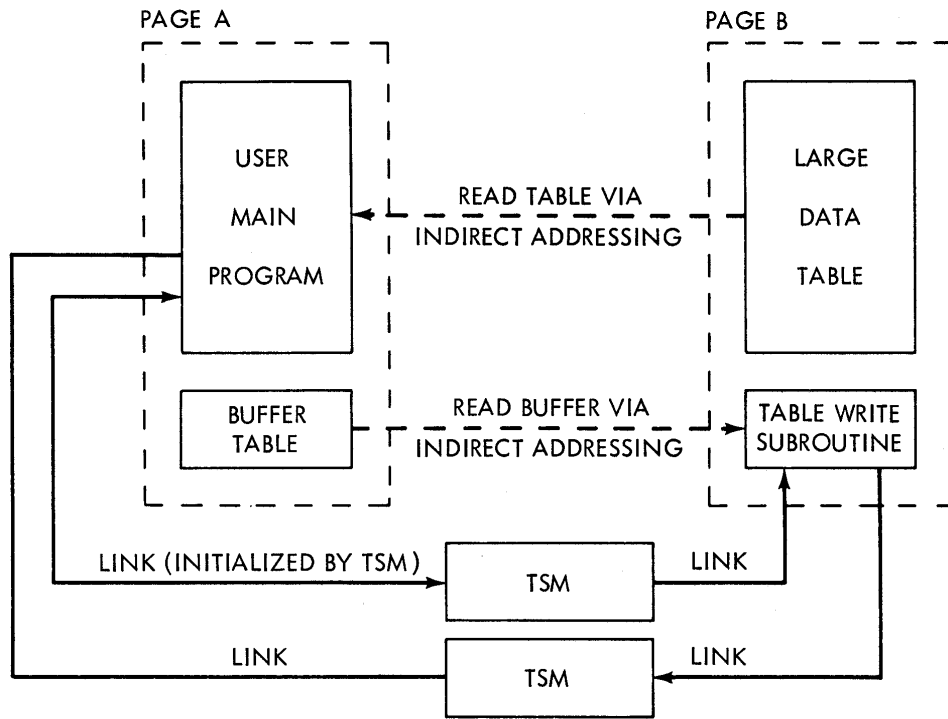 PAGE A
PAGE B
USER
MAIN
PROGRAM
READ TABLE VIA
INDIRECT ADDRESSING
LARGE
DATA
TABLE
BUFFER
TABLE
READ BUFFER VIA
INDIRECT ADDRESSING
TABLE WRITE
SUBROUTINE
LINK (INITIALIZED BY TSM)
TSM
LINK
LINK
TSM
LINK